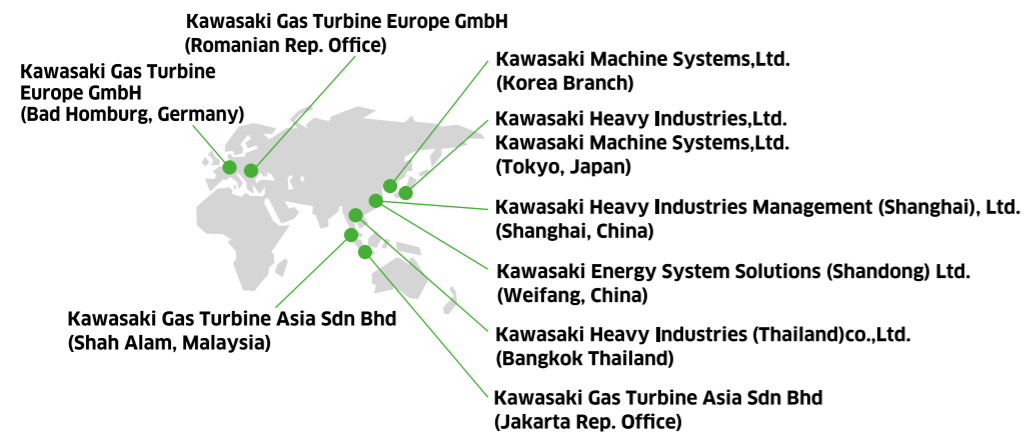 Kawasaki Gas Turbine Europe GmbH
(Romanian Rep. Office)
Kawasaki Gas Turbine
Europe GmbH
(Bad Homburg, Germany)
Kawasaki Machine Systems,Ltd.
(Korea Branch)
Kawasaki Heavy Industries,Ltd.
Kawasaki Machine Systems,Ltd.
(Tokyo, Japan)
Kawasaki Heavy Industries Management (Shanghai), Ltd.
(Shanghai, China)
Kawasaki Energy System Solutions (Shandong) Ltd.
(Weifang, China)
Kawasaki Gas Turbine Asia Sdn Bhd
(Shah Alam, Malaysia)
Kawasaki Heavy Industries (Thailand)co.,Ltd.
(Bangkok Thailand)
Kawasaki Gas Turbine Asia Sdn Bhd
(Jakarta Rep. Office)